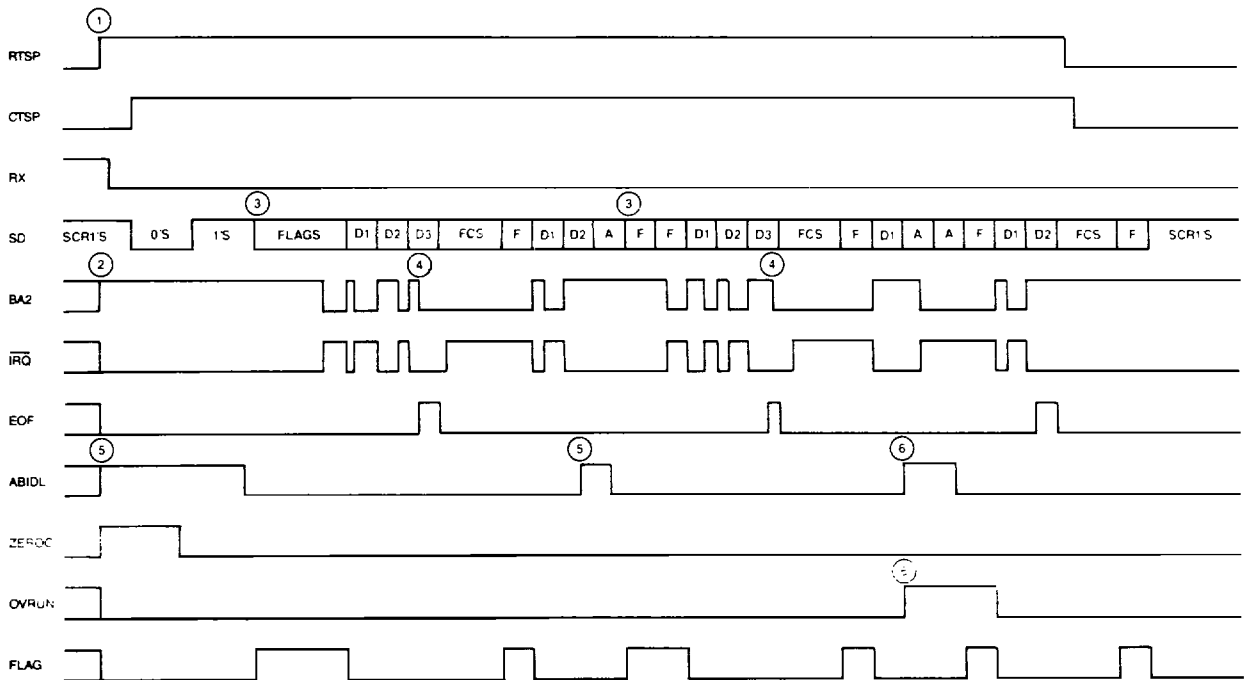 1
RTSP
CTSP
RX
3 3
SD SCR1'S 0'S 1'S FLAGS D1 D2 D3 FCS F D1 D2 A F F D1 D2 D3 FCS F D1 A A F D1 D2 FCS F SCR1'S
2 4 4
BA2
IRQ
EOF
5 5 6
ABIDL
ZEROC
OVRUN
FLAG